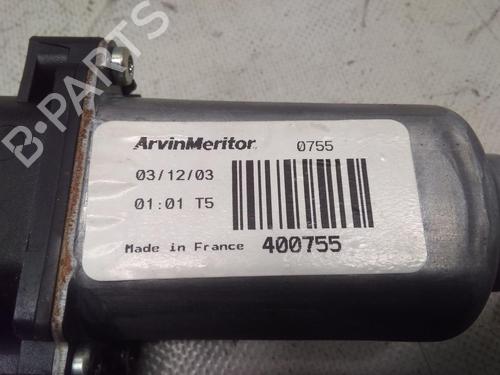 B-PARTS
ArvinMeritor 0755
03/12/03
01:01 T5
Made in France 400755